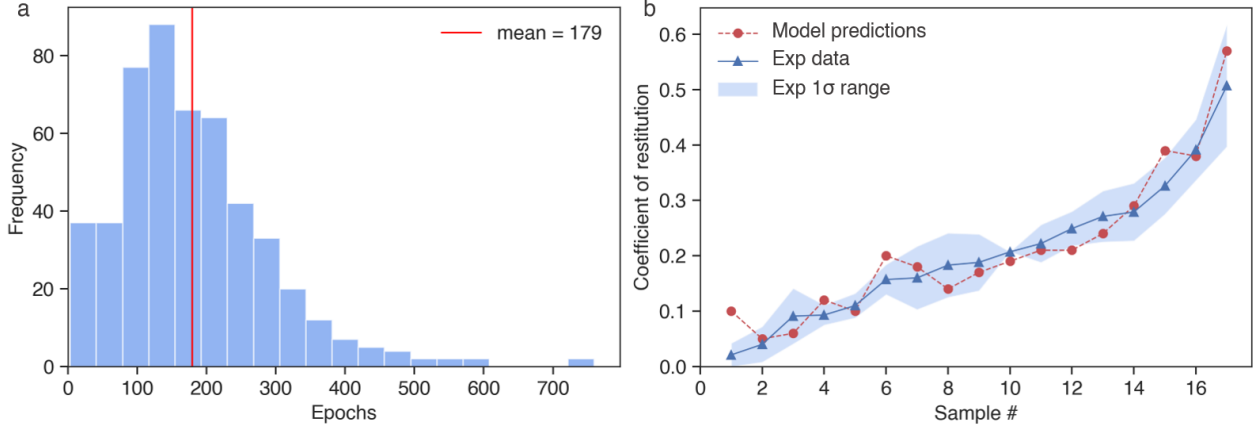 a
mean = 179
Frequency
80
60
40
20
0
0 100 200 300 400 500 600 700
Epochs
b
Model predictions
Exp data
Exp 1σ range
Coefficient of restitution
0.6
0.5
0.4
0.3
0.2
0.1
0.0
0 2 4 6 8 10 12 14 16
Sample #